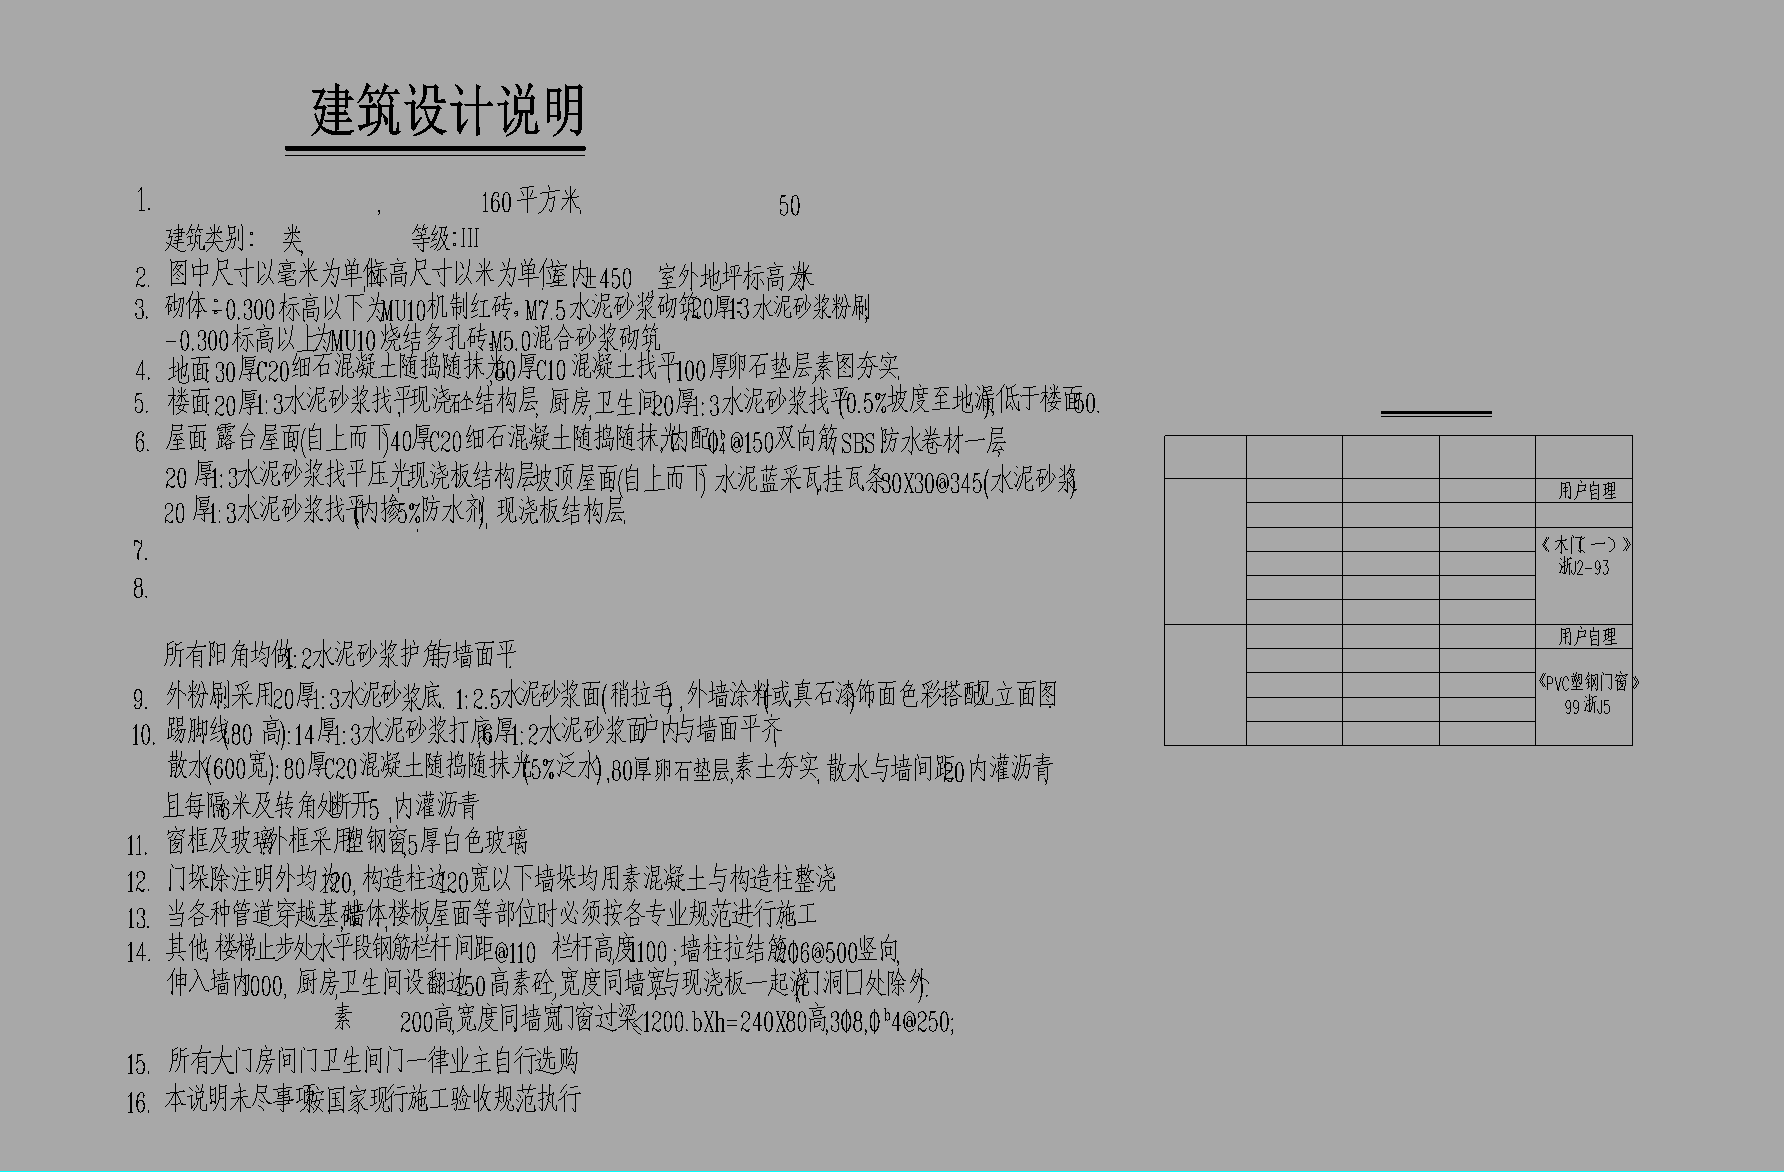 建筑设计说明
1. , 160平方米, 50
建筑类别: 类, 等级:III
2. 图中尺寸以毫米为单位,标高尺寸以米为单位,室内±450 ,室外地坪标高为 米
3. 砌体:-0.300标高以下为MU10机制红砖,M7.5水泥砂浆砌筑,20厚1:3水泥砂浆粉刷,
-0.300标高以上为MU10烧结多孔砖,M5.0混合砂浆砌筑
4. 地面:30厚C20细石混凝土随捣随抹光,80厚C10混凝土找平,100厚卵石垫层,素图夯实
5. 楼面:20厚1:3水泥砂浆找平,现浇砼结构层, 厨房,卫生间20厚1:3水泥砂浆找平(0.5%坡度至地漏),低于楼面50.
6. 屋面:露台屋面(自上而下)40厚C20细石混凝土随捣随抹光,内配 @150双向筋,SBS防水卷材一层,
20厚1:3水泥砂浆找平压光,现浇板结构层,坡顶屋面(自上而下) 水泥蓝采瓦,挂瓦条30X30@345(水泥砂浆)
20厚1:3水泥砂浆找平(内掺5%防水剂),现浇板结构层.
7.
8.
所有阳角均做1:2水泥砂浆护角,与墙面平.
9. 外粉刷:采用20厚1:3水泥砂浆底. 1:2.5水泥砂浆面(稍拉毛),外墙涂料(或真石漆)饰面色彩搭配见立面图
10. 踢脚线(80高):14厚1:3水泥砂浆打底,6厚1:2水泥砂浆面,户内与墙面平齐,
散水(600宽):80厚C20混凝土随捣随抹光(5%泛水),80厚卵石垫层,素土夯实,散水与墙间距20内灌沥青,
且每隔6米及转角处断开5 ,内灌沥青
11. 窗框及玻璃:外框采用塑钢窗,5厚白色玻璃
12. 门垛除注明外均为120,构造柱边120宽以下墙垛均用素混凝土与构造柱整浇
13. 当各种管道穿越基础,墙体,楼板,屋面等部位时必须按各专业规范进行施工
14. 其他:楼梯止步处水平段钢筋栏杆间距@110 栏杆高度1100;墙柱拉结筋206@500竖向,
伸入墙内1000, 厨房,卫生间设翻边150高素砼,宽度同墙宽,与现浇板一起浇(门洞口处除外).
素 200高,宽度同墙宽,门窗过梁<1200.bXh=240X80高,3Φ8,Φᵇ4@250;
15. 所有大门房间门卫生间门一律业主自行选购
16. 本说明未尽事项,按国家现行施工验收规范执行
用户自理
《木门(一)》
浙J2-93
用户自理
《PVC塑钢门窗》
99浙J5